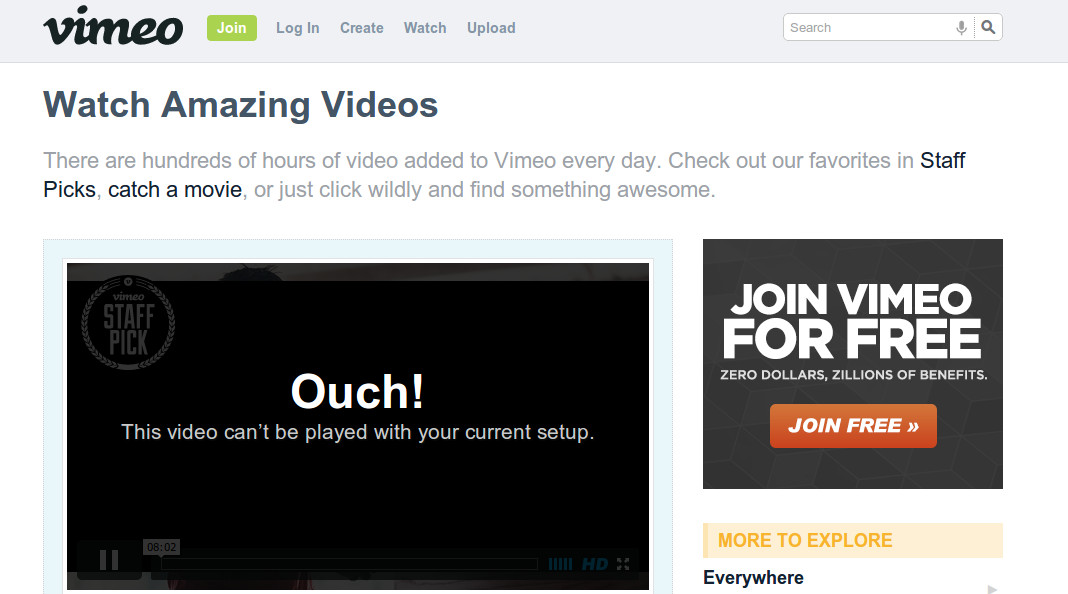 vimeo
Join Log In Create Watch Upload
Search
Watch Amazing Videos
There are hundreds of hours of video added to Vimeo every day. Check out our favorites in Staff
Picks, catch a movie, or just click wildly and find something awesome.
vimeo
STAFF
PICK
Ouch!
This video can't be played with your current setup.
08:02
HD
JOIN VIMEO
FOR FREE
ZERO DOLLARS, ZILLIONS OF BENEFITS.
JOIN FREE »
MORE TO EXPLORE
Everywhere